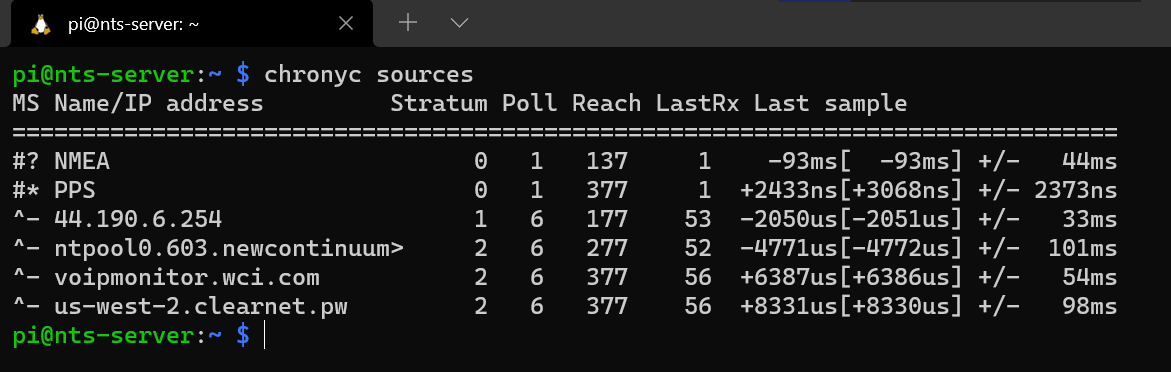 pi@nts-server: ~
pi@nts-server:~ $ chronyc sources
MS Name/IP address         Stratum Poll Reach LastRx Last sample
===============================================================================
#? NMEA                          0   1   137     1    -93ms[  -93ms] +/-   44ms
#* PPS                           0   1   377     1  +2433ns[+3068ns] +/- 2373ns
^- 44.190.6.254                  1   6   177    53  -2050us[-2051us] +/-   33ms
^- ntpool0.603.newcontinuum>     2   6   277    52  -4771us[-4772us] +/-  101ms
^- voipmonitor.wci.com           2   6   377    56  +6387us[+6386us] +/-   54ms
^- us-west-2.clearnet.pw         2   6   377    56  +8331us[+8330us] +/-   98ms
pi@nts-server:~ $